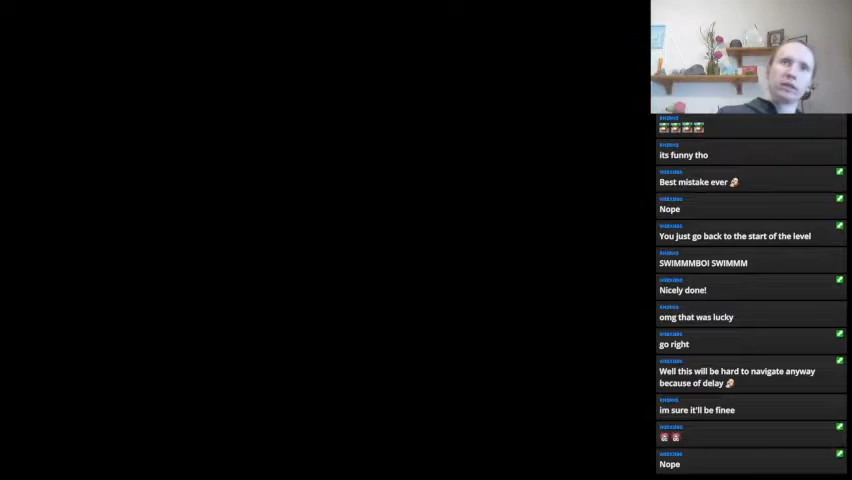 its funny tho
Best mistake ever
Nope
You just go back to the start of the level
SWIMMMBOI SWIMMM
Nicely done!
omg that was lucky
go right
Well this will be hard to navigate anyway
because of delay
im sure it'll be finee
Nope